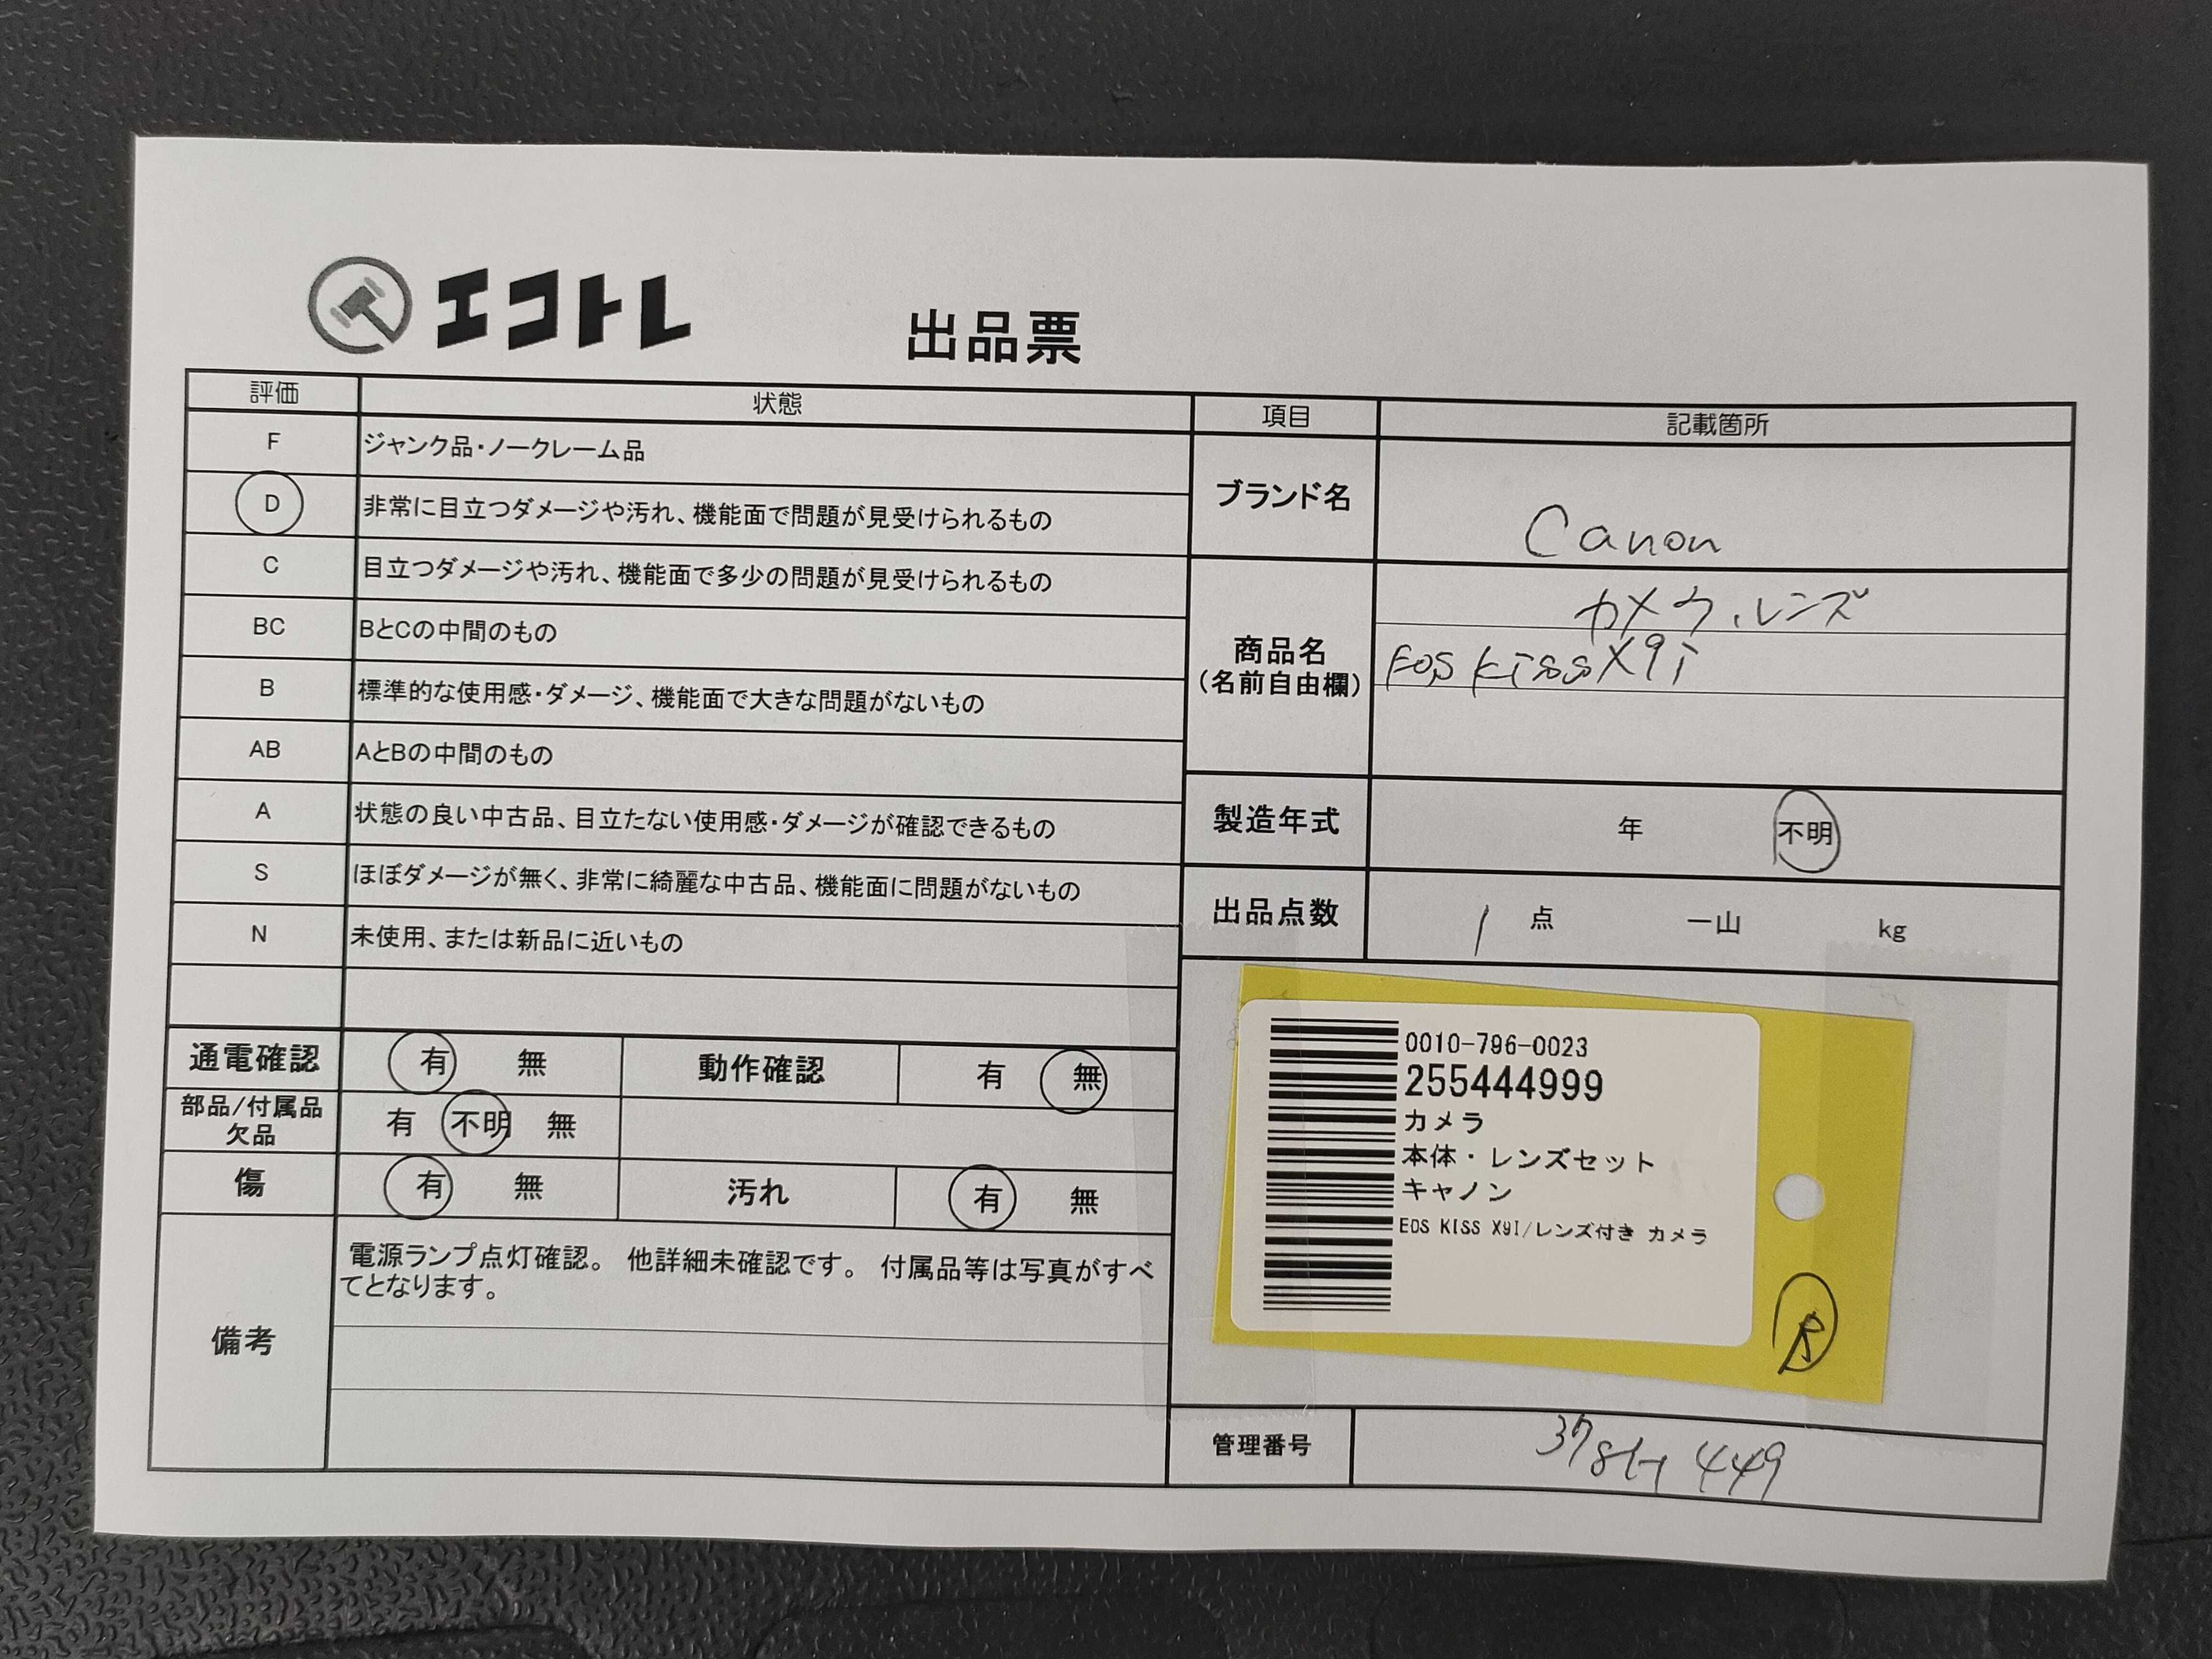 エコトレ
出品票
評価 状態
F ジャンク品・ノークレーム品
D 非常に目立つダメージや汚れ、機能面で問題が見受けられるもの
C 目立つダメージや汚れ、機能面で多少の問題が見受けられるもの
BC BとCの中間のもの
B 標準的な使用感・ダメージ、機能面で大きな問題がないもの
AB AとBの中間のもの
A 状態の良い中古品、目立たない使用感・ダメージが確認できるもの
S ほぼダメージが無く、非常に綺麗な中古品、機能面に問題がないもの
N 未使用、または新品に近いもの
通電確認 有 無 動作確認 有 無
部品/付属品
欠品 有 不明 無
傷 有 無 汚れ 有 無
備考
電源ランプ点灯確認。 他詳細未確認です。 付属品等は写真がすべ
てとなります。
項目 記載箇所
ブランド名 Canon
商品名
(名前自由欄)
カメラ、レンズ
EOS KissX9i
製造年式 年 不明
出品点数 1 点 一山 kg
0010-796-0023
255444999
カメラ
本体・レンズセット
キャノン
EOS KISS X9I/レンズ付き カメラ
管理番号 449